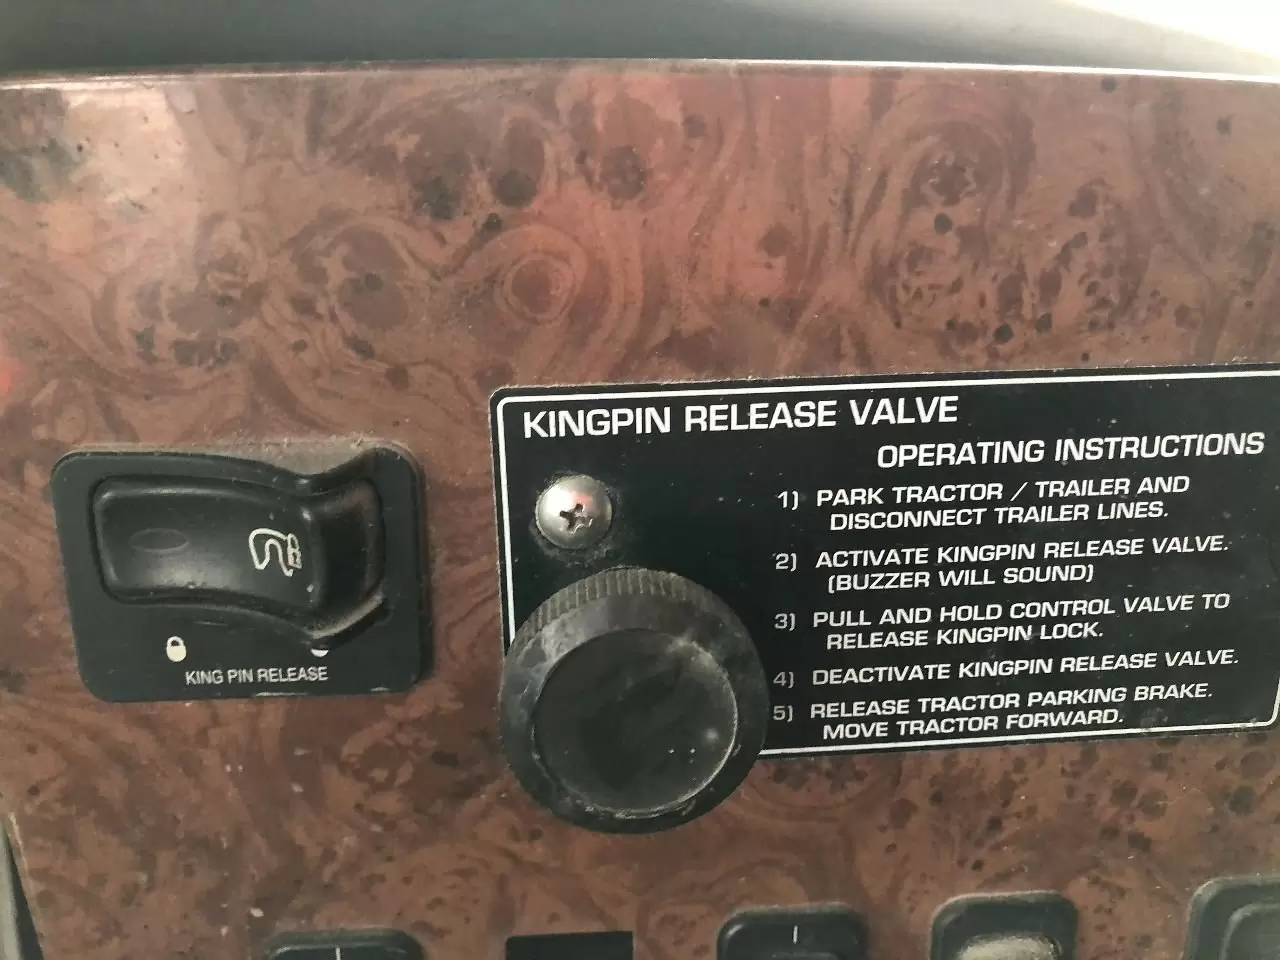 KINGPIN RELEASE VALVE
OPERATING INSTRUCTIONS
1) PARK TRACTOR / TRAILER AND
DISCONNECT TRAILER LINES.
2) ACTIVATE KINGPIN RELEASE VALVE.
(BUZZER WILL SOUND)
3) PULL AND HOLD CONTROL VALVE TO
RELEASE KINGPIN LOCK.
4) DEACTIVATE KINGPIN RELEASE VALVE.
5) RELEASE TRACTOR PARKING BRAKE.
MOVE TRACTOR FORWARD.
KING PIN RELEASE